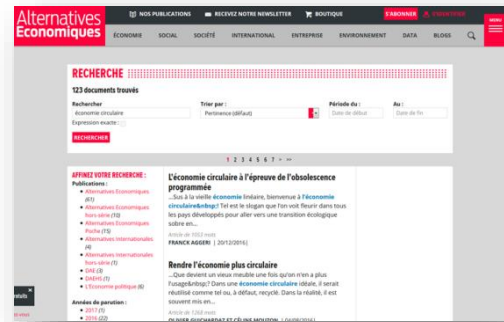 Alternatives
Economiques
NOS PUBLICATIONS
RECEVEZ NOTRE NEWSLETTER
BOUTIQUE
S'ABONNER
MENU
ÉCONOMIE SOCIAL SOCIÉTÉ INTERNATIONAL ENTREPRISE ENVIRONNEMENT DATA BLOGS
RECHERCHE
123 documents trouvés
Rechercher Trier par : Période du : Au :
économie circulaire Pertinence (défaut) Date de début Date de fin
Expression exacte :
RECHERCHER
1 2 3 4 5 6 7 > >>
AFFINEZ VOTRE RECHERCHE :
Publications :
Alternatives Economiques
(61)
Alternatives Economiques
hors-série (10)
Alternatives Economiques
Poche (15)
Alternatives Internationales
(4)
Alternatives Internationales
hors-série (1)
OAE (3)
OAEHS (1)
L'Economie politique (6)
Années de parution :
2017 (1)
2016 (22)
L'économie circulaire à l'épreuve de l'obsolescence
programmée
...Sus à la vieille économie linéaire, bienvenue à l'économie
circulaire&nbsp;! Tel est le slogan que l'on voit fleurir dans tous
les pays développés pour aller vers une transition écologique
sobre en...
Article de 1053 mots
FRANCK AGGERI | 20/12/2016|
Rendre l'économie plus circulaire
...Que devient un vieux meuble une fois qu'on n'en a plus
l'usage&nbsp;? Dans une économie circulaire idéale, il serait
réutilisé comme tel ou, à défaut, recyclé. Dans la réalité, il est
souvent mis en...
Article de 1268 mots
OLIVIER GUICHARDAZ ET CÉLINE MOUZON